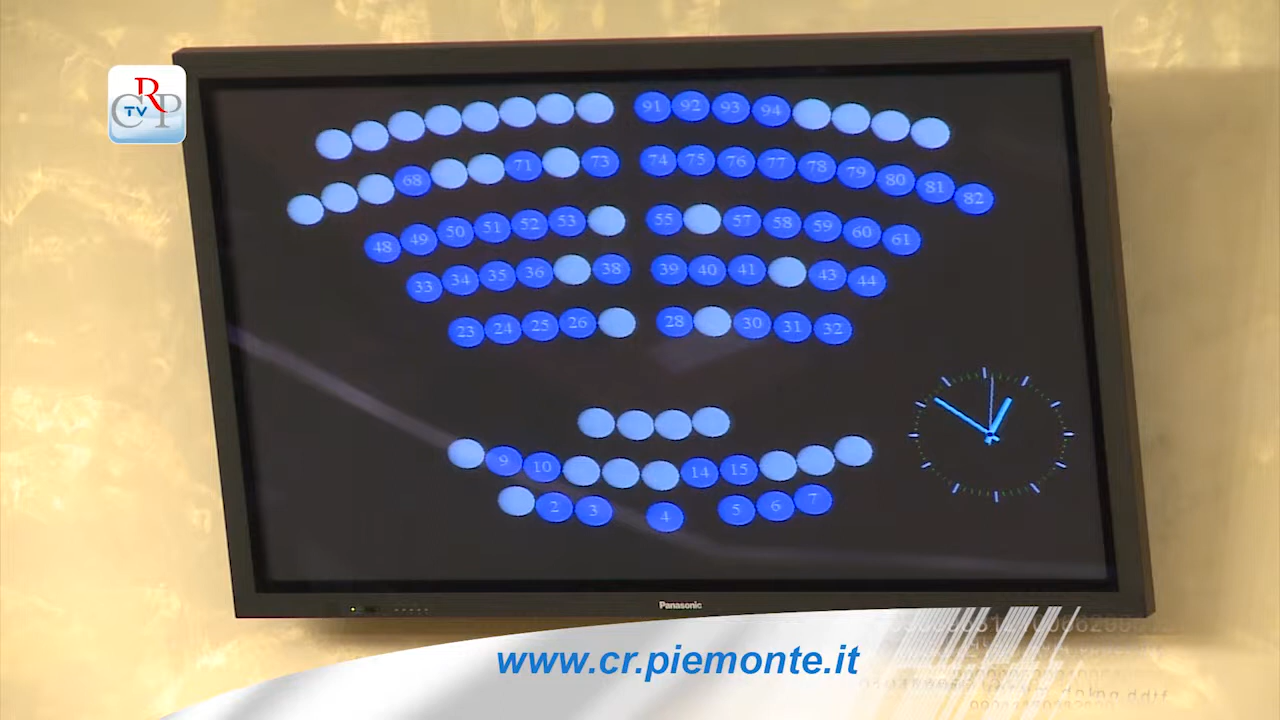 CRP
TV
91 92 93 94
68 71 73 74 75 76 77 78 79 80 81 82
48 49 50 51 52 53 55 57 58 59 60 61
33 34 35 36 38 39 40 41 43 44
23 24 25 26 28 30 31 32
9 10 14 15
2 3 4 5 6 7
Panasonic
www.cr.piemonte.it